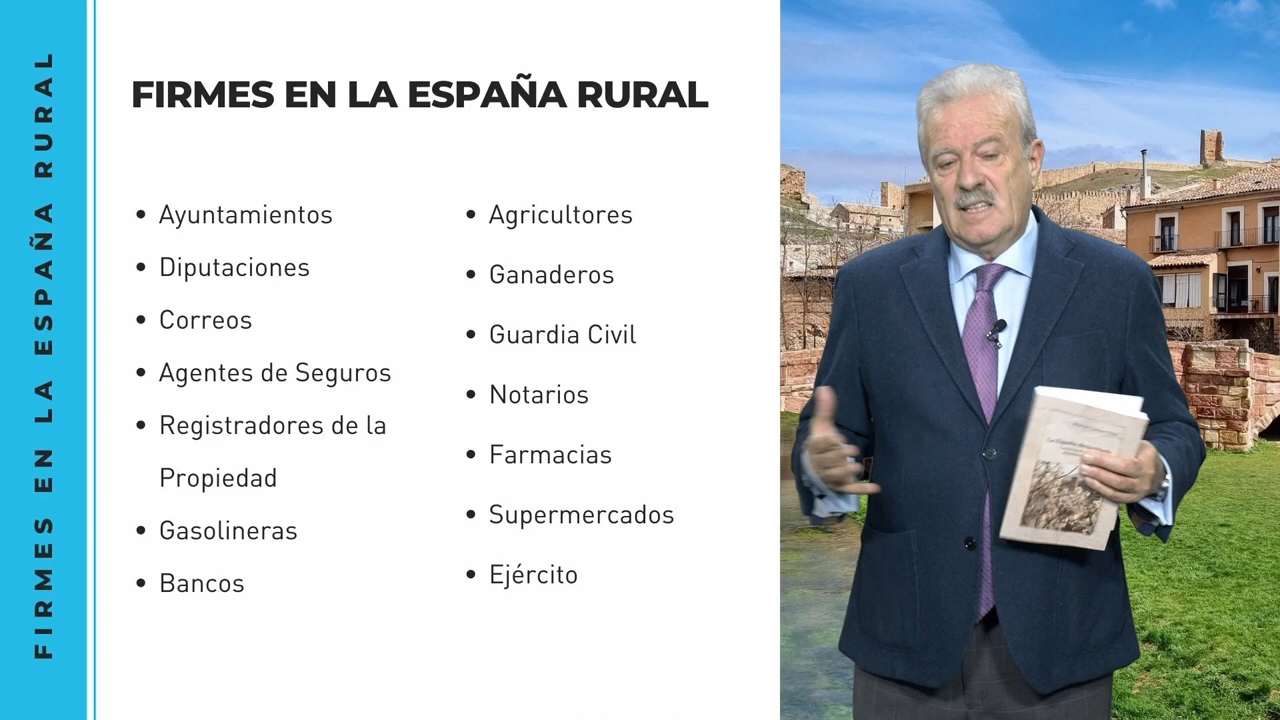 FIRMES EN LA ESPAÑA RURAL
FIRMES EN LA ESPAÑA RURAL
• Ayuntamientos
• Diputaciones
• Correos
• Agentes de Seguros
• Registradores de la
Propiedad
• Gasolineras
• Bancos
• Agricultores
• Ganaderos
• Guardia Civil
• Notarios
• Farmacias
• Supermercados
• Ejército